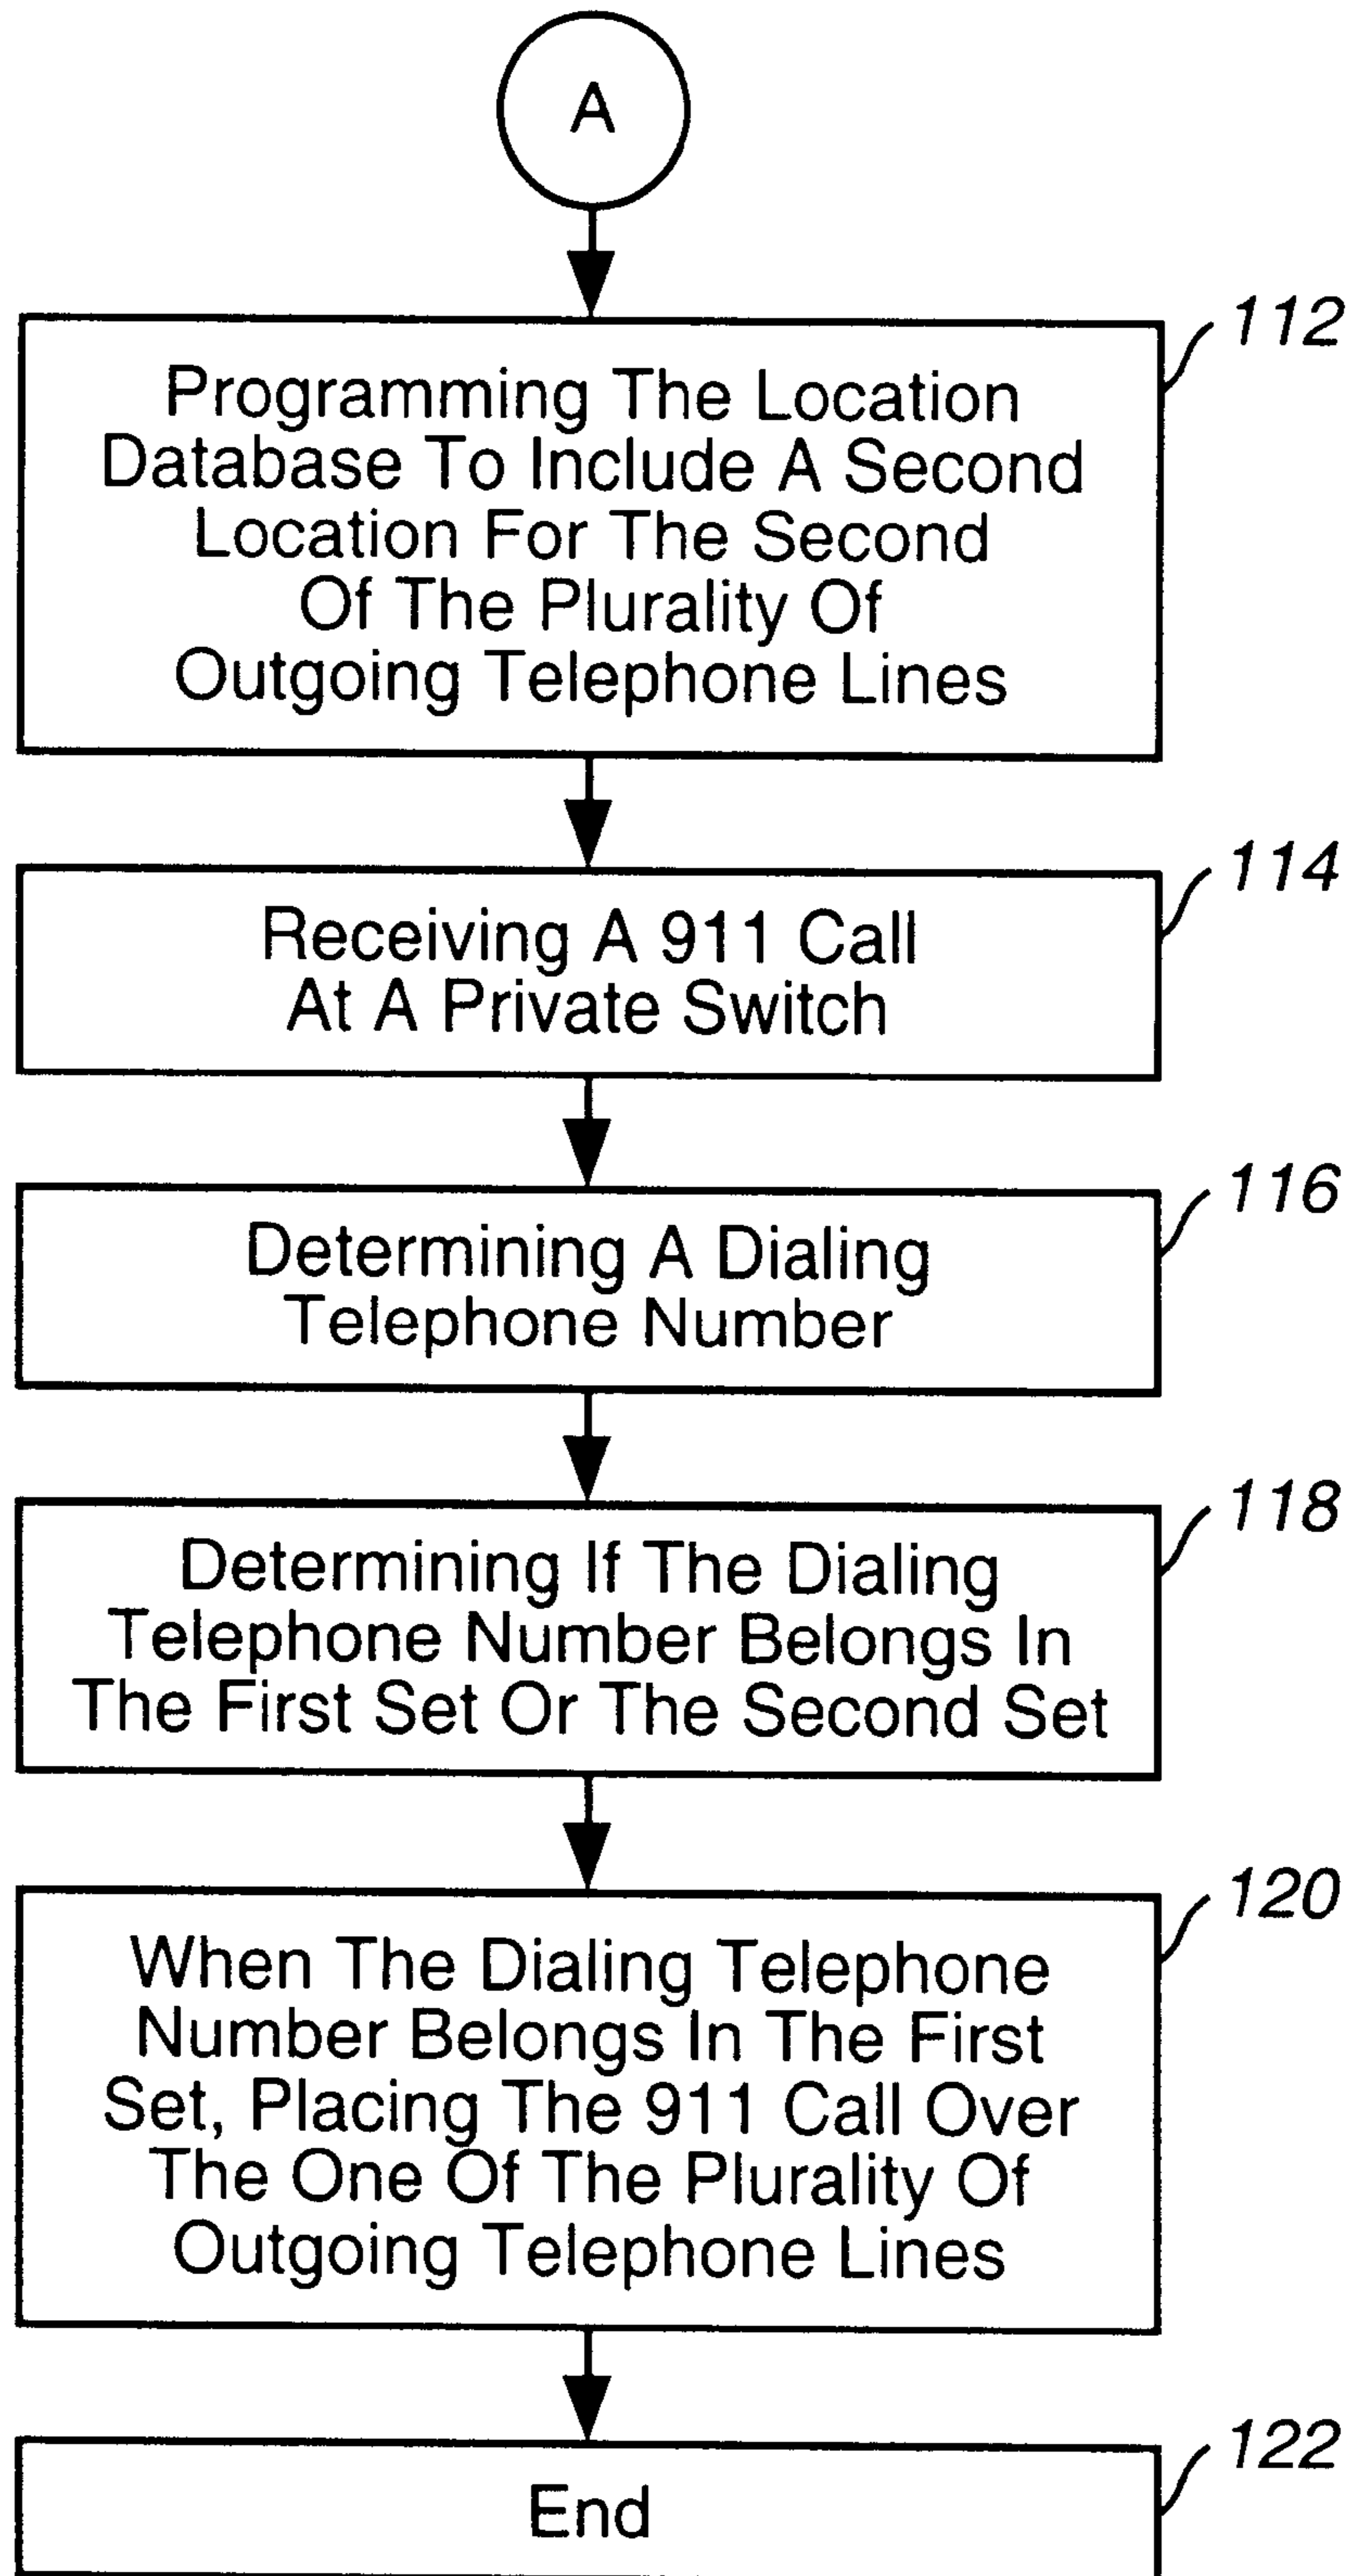 A
112
Programming The Location
Database To Include A Second
Location For The Second
Of The Plurality Of
Outgoing Telephone Lines
114
Receiving A 911 Call
At A Private Switch
116
Determining A Dialing
Telephone Number
118
Determining If The Dialing
Telephone Number Belongs In
The First Set Or The Second Set
120
When The Dialing Telephone
Number Belongs In The First
Set, Placing The 911 Call Over
The One Of The Plurality Of
Outgoing Telephone Lines
122
End